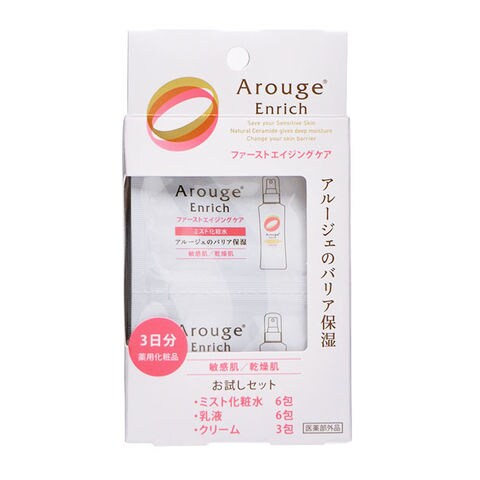 Arouge®
Enrich
Save your Sensitive Skin
Natural Ceramide gives deep moisture
Change your skin barrier
ファーストエイジングケア
アルージェのバリア保湿
Arouge®
Enrich
ファーストエイジングケア
ミスト化粧水
アルージェのバリア保湿
敏感肌/乾燥肌
Arouge®
Enrich
3日分
薬用化粧品
敏感肌/乾燥肌
お試しセット
・ミスト化粧水 6包
・乳液 6包
・クリーム 3包
医薬部外品